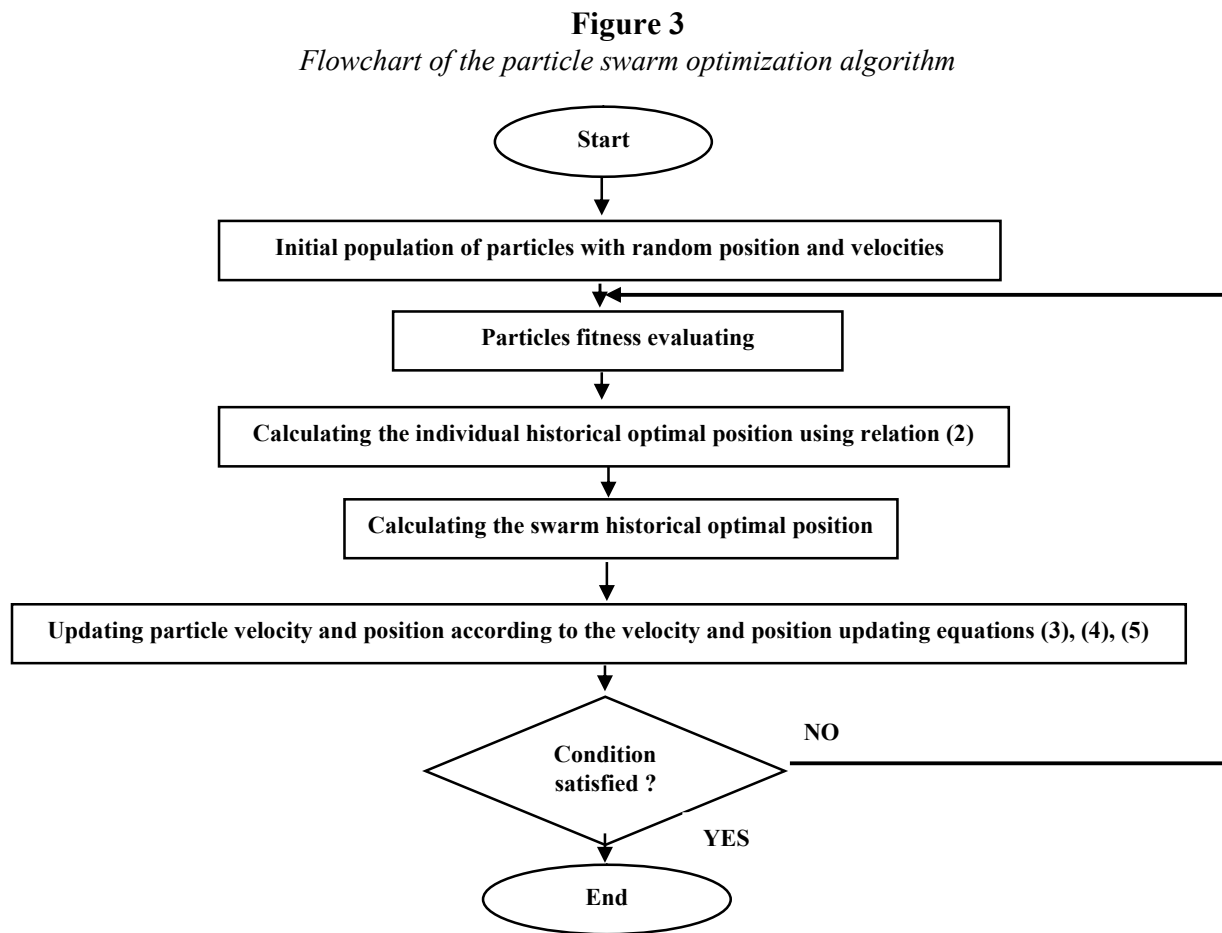 Figure 3
Flowchart of the particle swarm optimization algorithm
Start
Initial population of particles with random position and velocities
Particles fitness evaluating
Calculating the individual historical optimal position using relation (2)
Calculating the swarm historical optimal position
Updating particle velocity and position according to the velocity and position updating equations (3), (4), (5)
NO
Condition
satisfied ?
YES
End